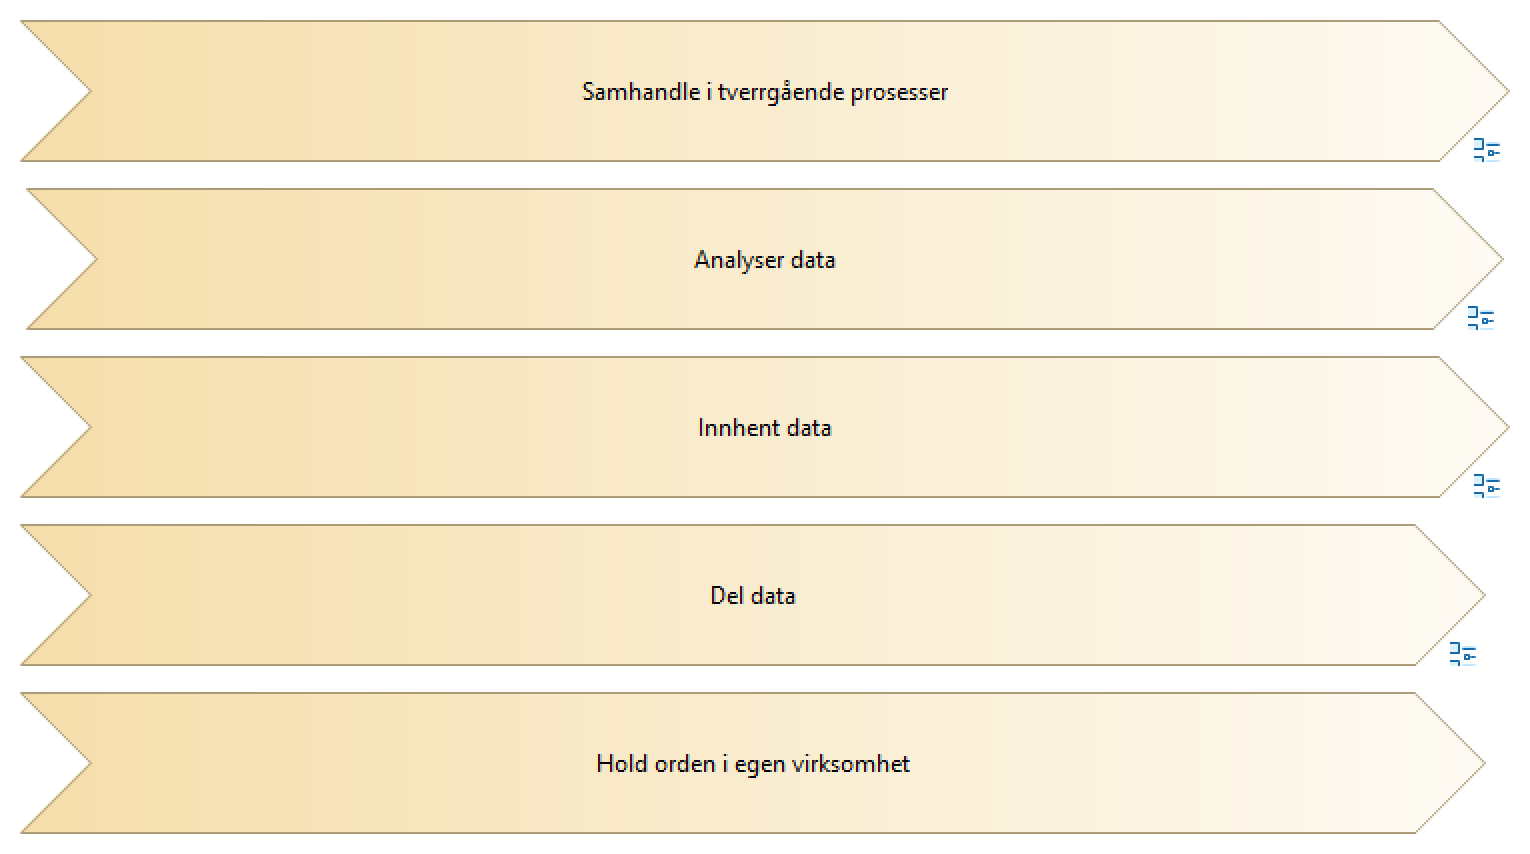 Samhandle i tverrgående prosesser
Analyser data
Innhent data
Del data
Hold orden i egen virksomhet